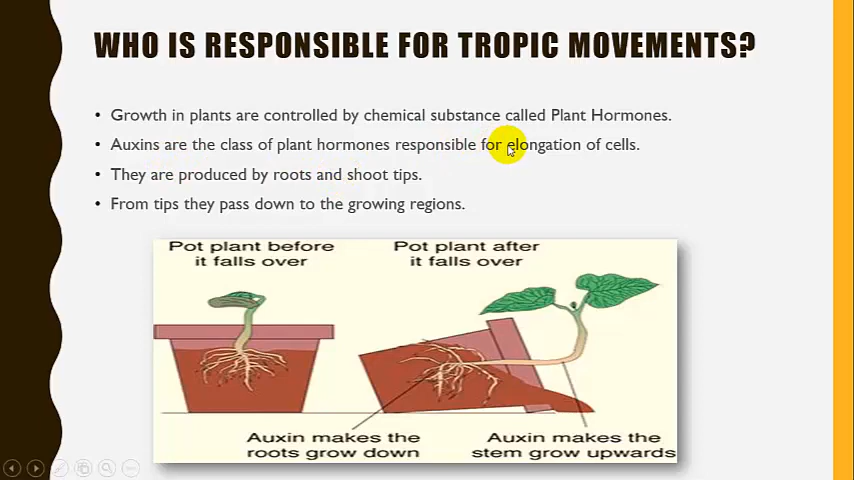 WHO IS RESPONSIBLE FOR TROPIC MOVEMENTS?
• Growth in plants are controlled by chemical substance called Plant Hormones.
• Auxins are the class of plant hormones responsible for elongation of cells.
• They are produced by roots and shoot tips.
• From tips they pass down to the growing regions.
Pot plant before
it falls over
Pot plant after
it falls over
Auxin makes the
roots grow down
Auxin makes the
stem grow upwards